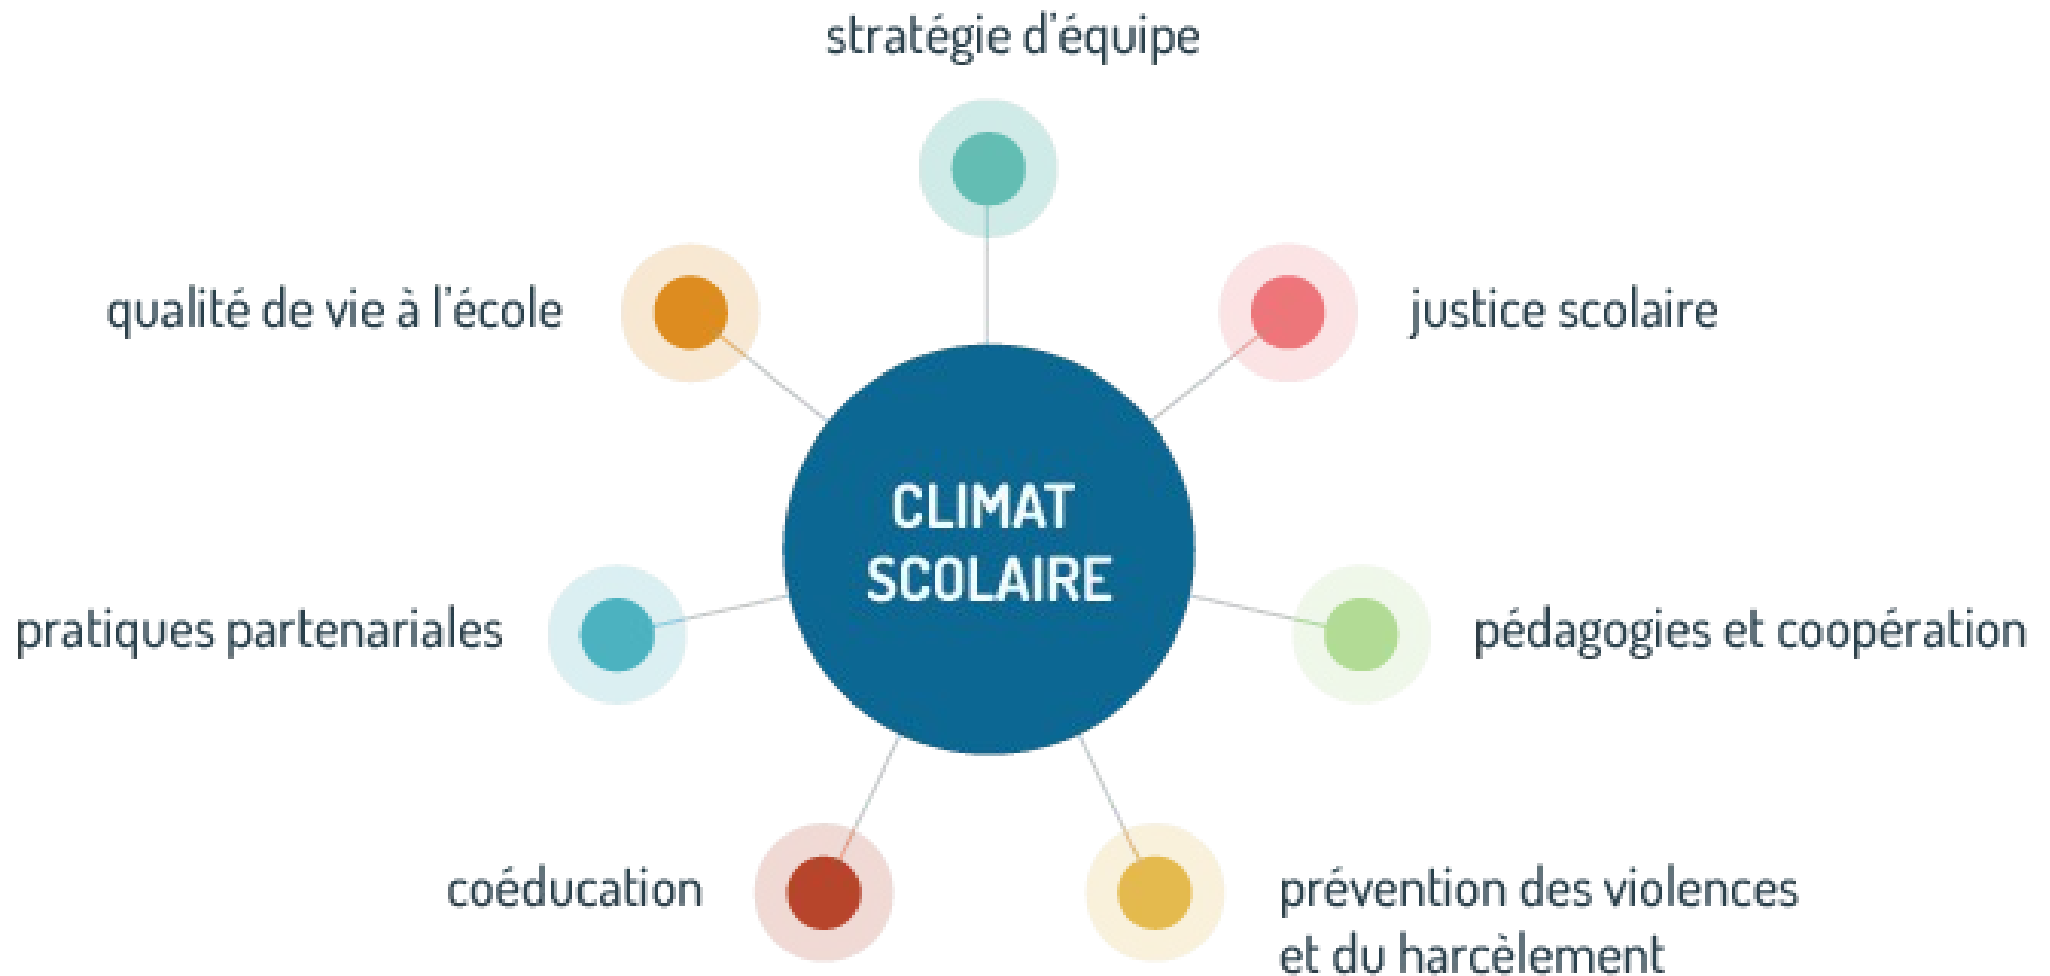 stratégie d'équipe
qualité de vie à l'école
justice scolaire
CLIMAT
SCOLAIRE
pratiques partenariales
pédagogies et coopération
coéducation
prévention des violences
et du harcèlement